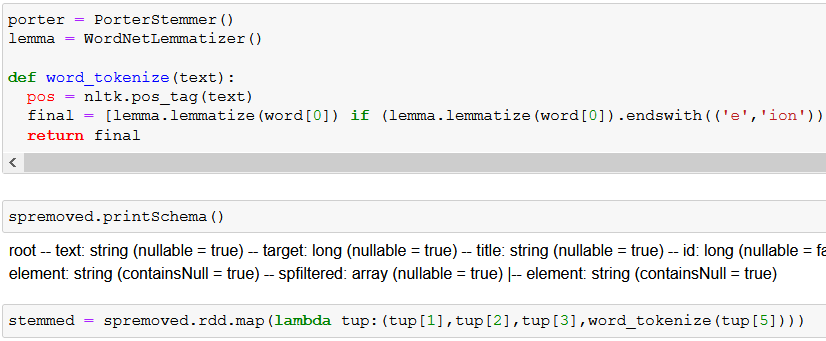 porter = PorterStemmer()
lemma = WordNetLemmatizer()
def word_tokenize(text):
pos = nltk.pos_tag(text)
final = [lemma.lemmatize(word[0]) if (lemma.lemmatize(word[0]).endswith(('e','ion'))
return final
spremoved.printSchema()
root -- text: string (nullable = true) -- target: long (nullable = true) -- title: string (nullable = true) -- id: long (nullable = fa
element: string (containsNull = true) -- spfiltered: array (nullable = true) |-- element: string (containsNull = true)
stemmed = spremoved.rdd.map(lambda tup:(tup[1],tup[2],tup[3],word_tokenize(tup[5])))